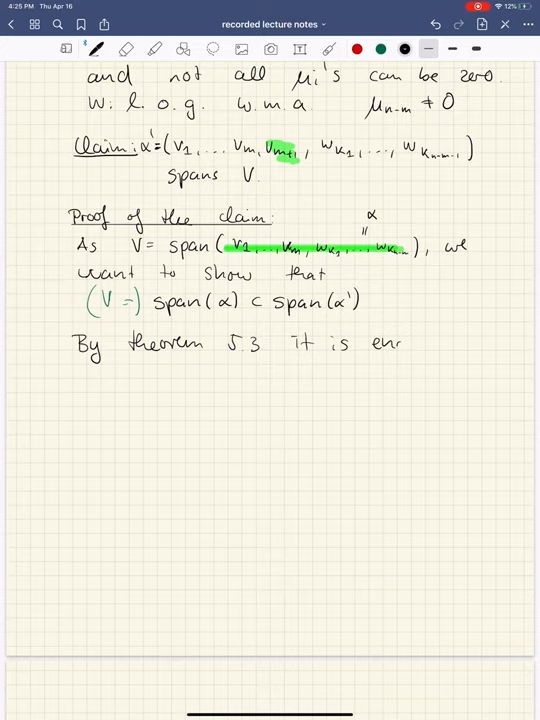 4:25 PM Thu Apr 16
12%
recorded lecture notes
and not all μi's can be zero.
W. l. o. g. w.m.a. μn-m ≠ 0
Claim: α'=(v1,... vm, vm+1, wk1,..., wkn-m-1)
spans V.
Proof of the claim:
α
=
As V= span(v1,..., vm, wk1,..., wkn-m), we
want to show that
(V =) span(α) ⊂ span(α')
By theorem 5.3 it is en